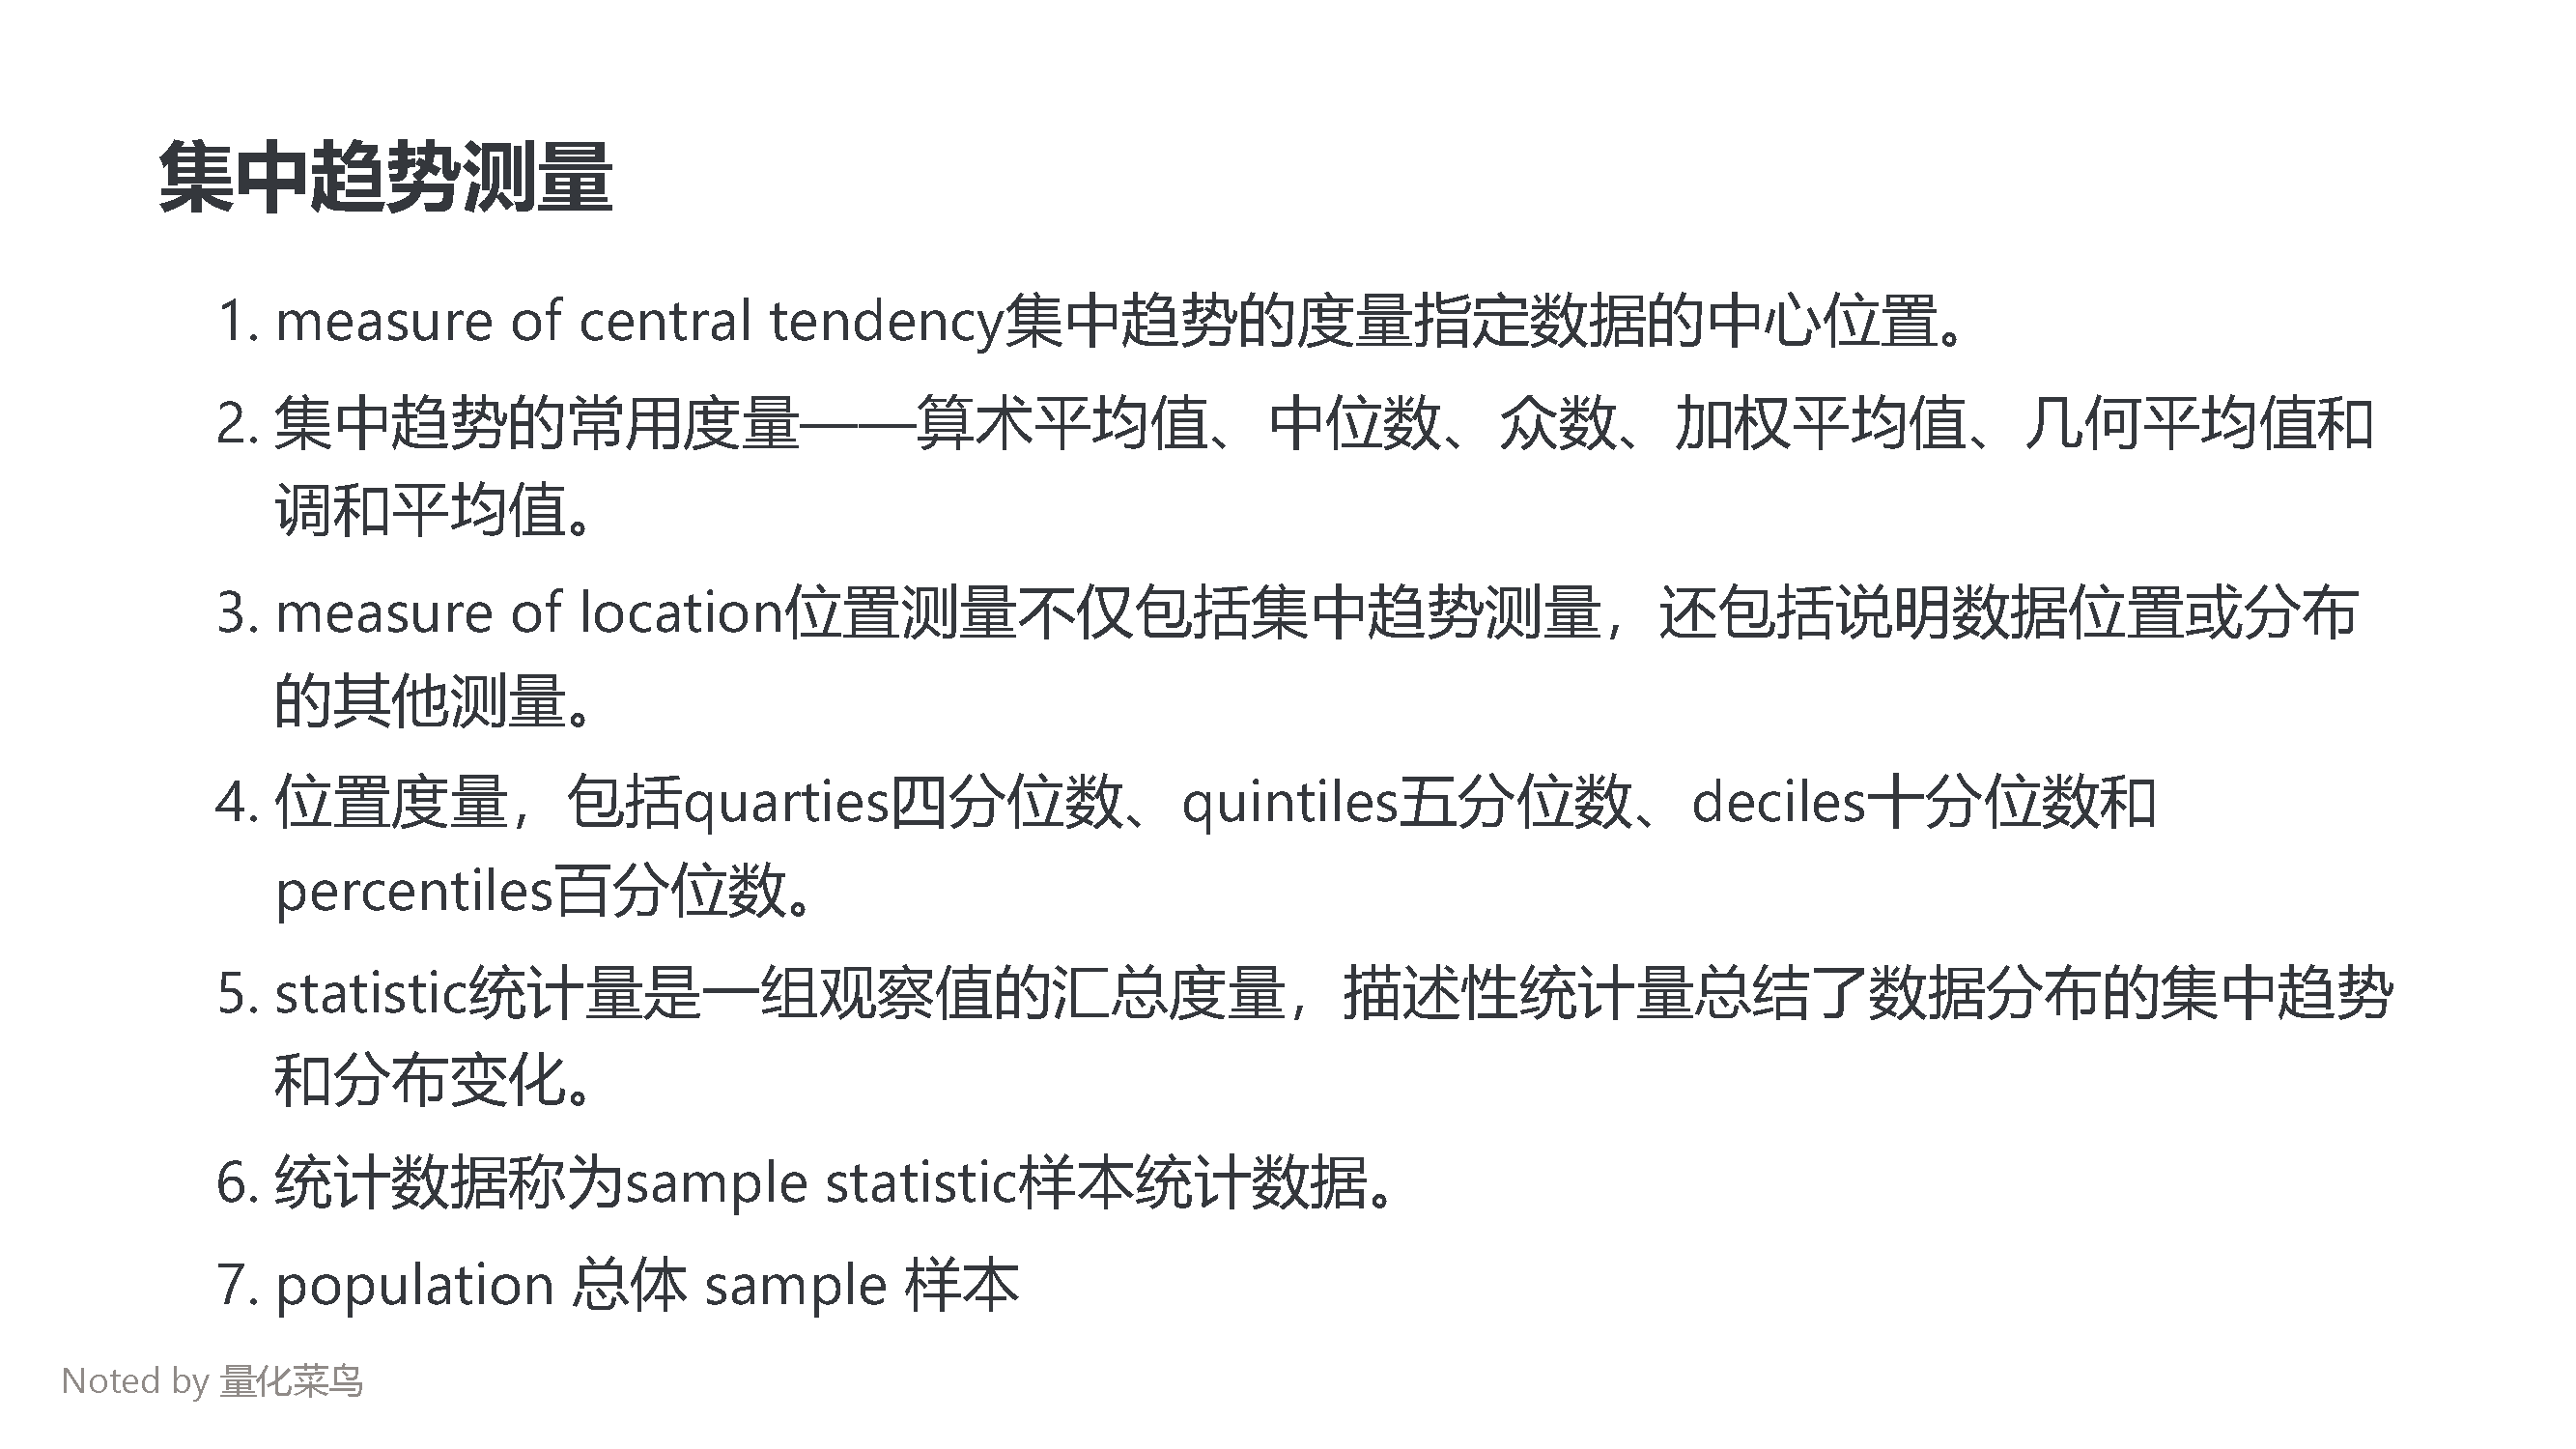 集中趋势测量
1. measure of central tendency集中趋势的度量指定数据的中心位置。
2. 集中趋势的常用度量——算术平均值、中位数、众数、加权平均值、几何平均值和
调和平均值。
3. measure of location位置测量不仅包括集中趋势测量，还包括说明数据位置或分布
的其他测量。
4. 位置度量，包括quarties四分位数、quintiles五分位数、deciles十分位数和
percentiles百分位数。
5. statistic统计量是一组观察值的汇总度量，描述性统计量总结了数据分布的集中趋势
和分布变化。
6. 统计数据称为sample statistic样本统计数据。
7. population 总体 sample 样本
Noted by 量化菜鸟